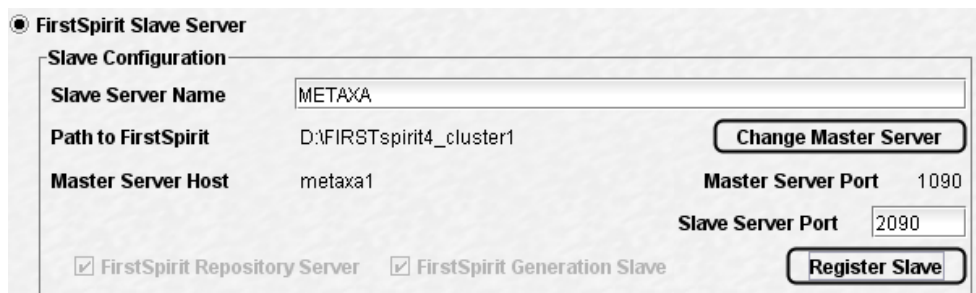 FirstSpirit Slave Server
Slave Configuration
Slave Server Name METAXA
Path to FirstSpirit D:\FIRSTspirit4_cluster1 Change Master Server
Master Server Host metaxa1 Master Server Port 1090
Slave Server Port 2090
FirstSpirit Repository Server FirstSpirit Generation Slave Register Slave